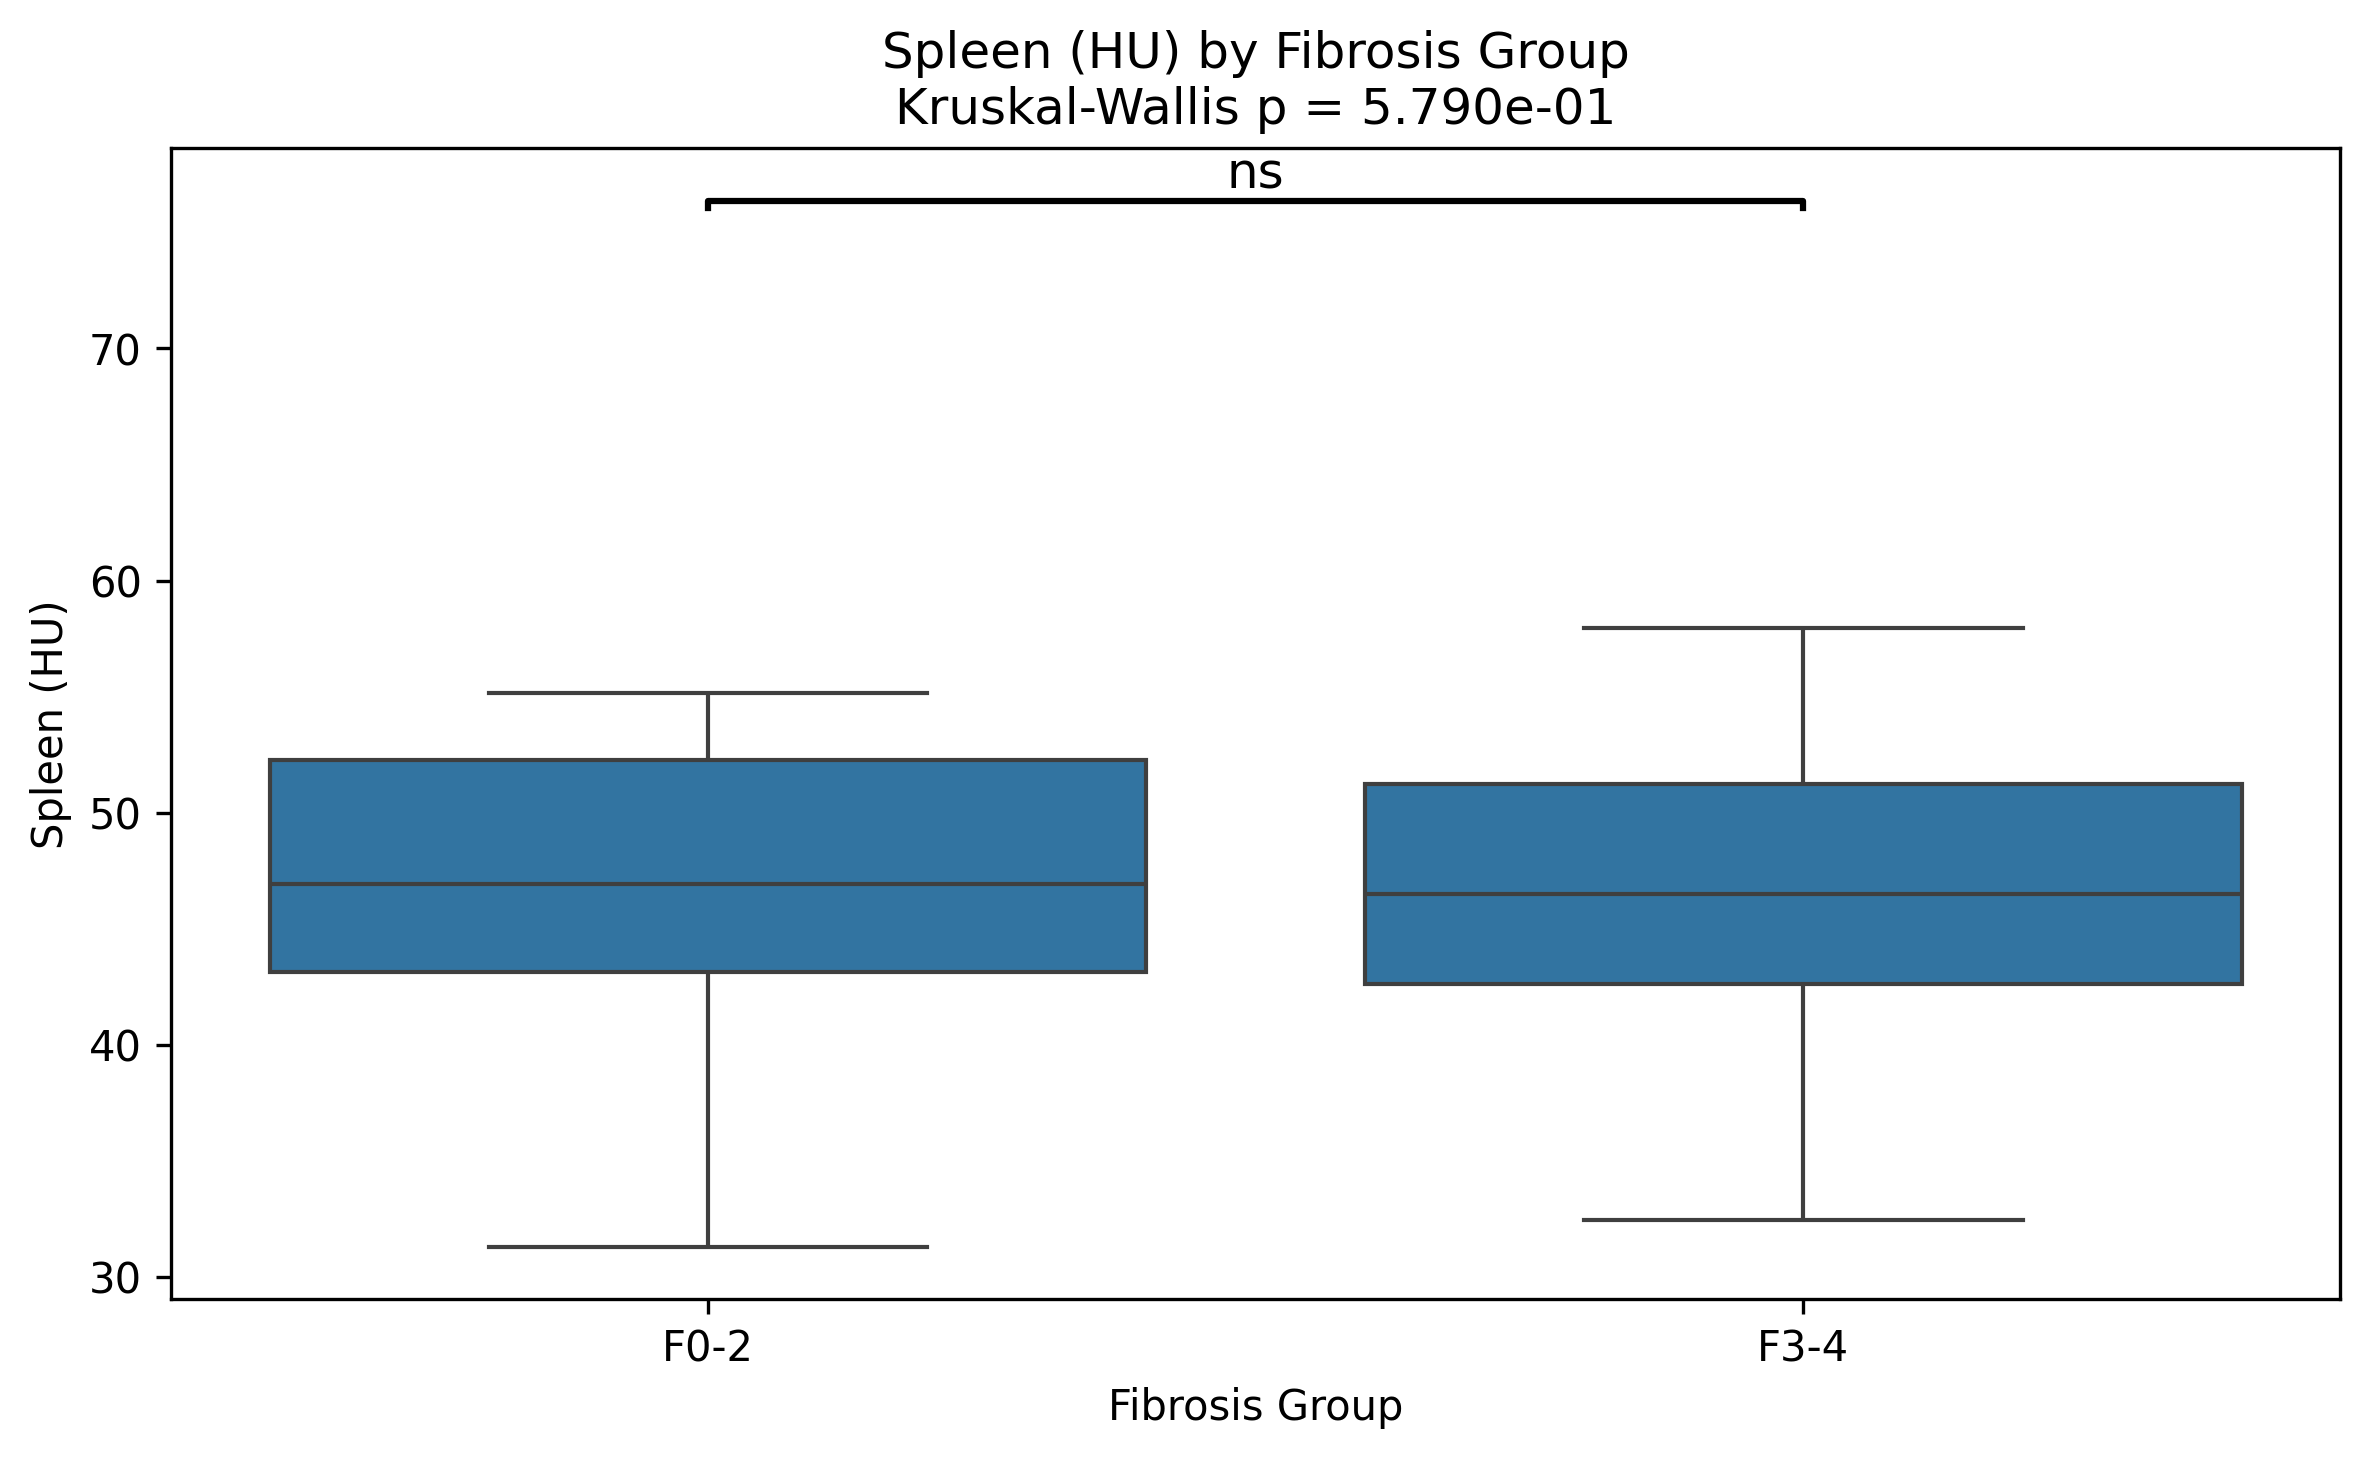 Spleen (HU) by Fibrosis Group
Kruskal-Wallis p = 5.790e-01
ns
70
60
50
40
30
Spleen (HU)
F0-2
F3-4
Fibrosis Group